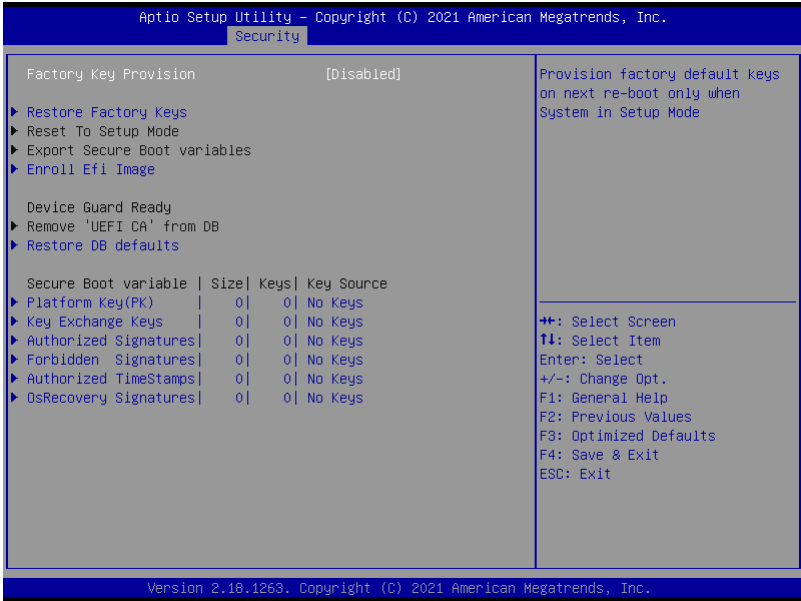 Aptio Setup Utility – Copyright (C) 2021 American Megatrends, Inc.
Security
Factory Key Provision [Disabled]
Restore Factory Keys
Reset To Setup Mode
Export Secure Boot variables
Enroll Efi Image
Device Guard Ready
Remove 'UEFI CA' from DB
Restore DB defaults
Secure Boot variable | Size| Keys| Key Source
Platform Key(PK) | 0| 0| No Keys
Key Exchange Keys | 0| 0| No Keys
Authorized Signatures| 0| 0| No Keys
Forbidden Signatures| 0| 0| No Keys
Authorized TimeStamps| 0| 0| No Keys
OsRecovery Signatures| 0| 0| No Keys
Provision factory default keys
on next re-boot only when
System in Setup Mode
→←: Select Screen
↑↓: Select Item
Enter: Select
+/-: Change Opt.
F1: General Help
F2: Previous Values
F3: Optimized Defaults
F4: Save & Exit
ESC: Exit
Version 2.18.1263. Copyright (C) 2021 American Megatrends, Inc.